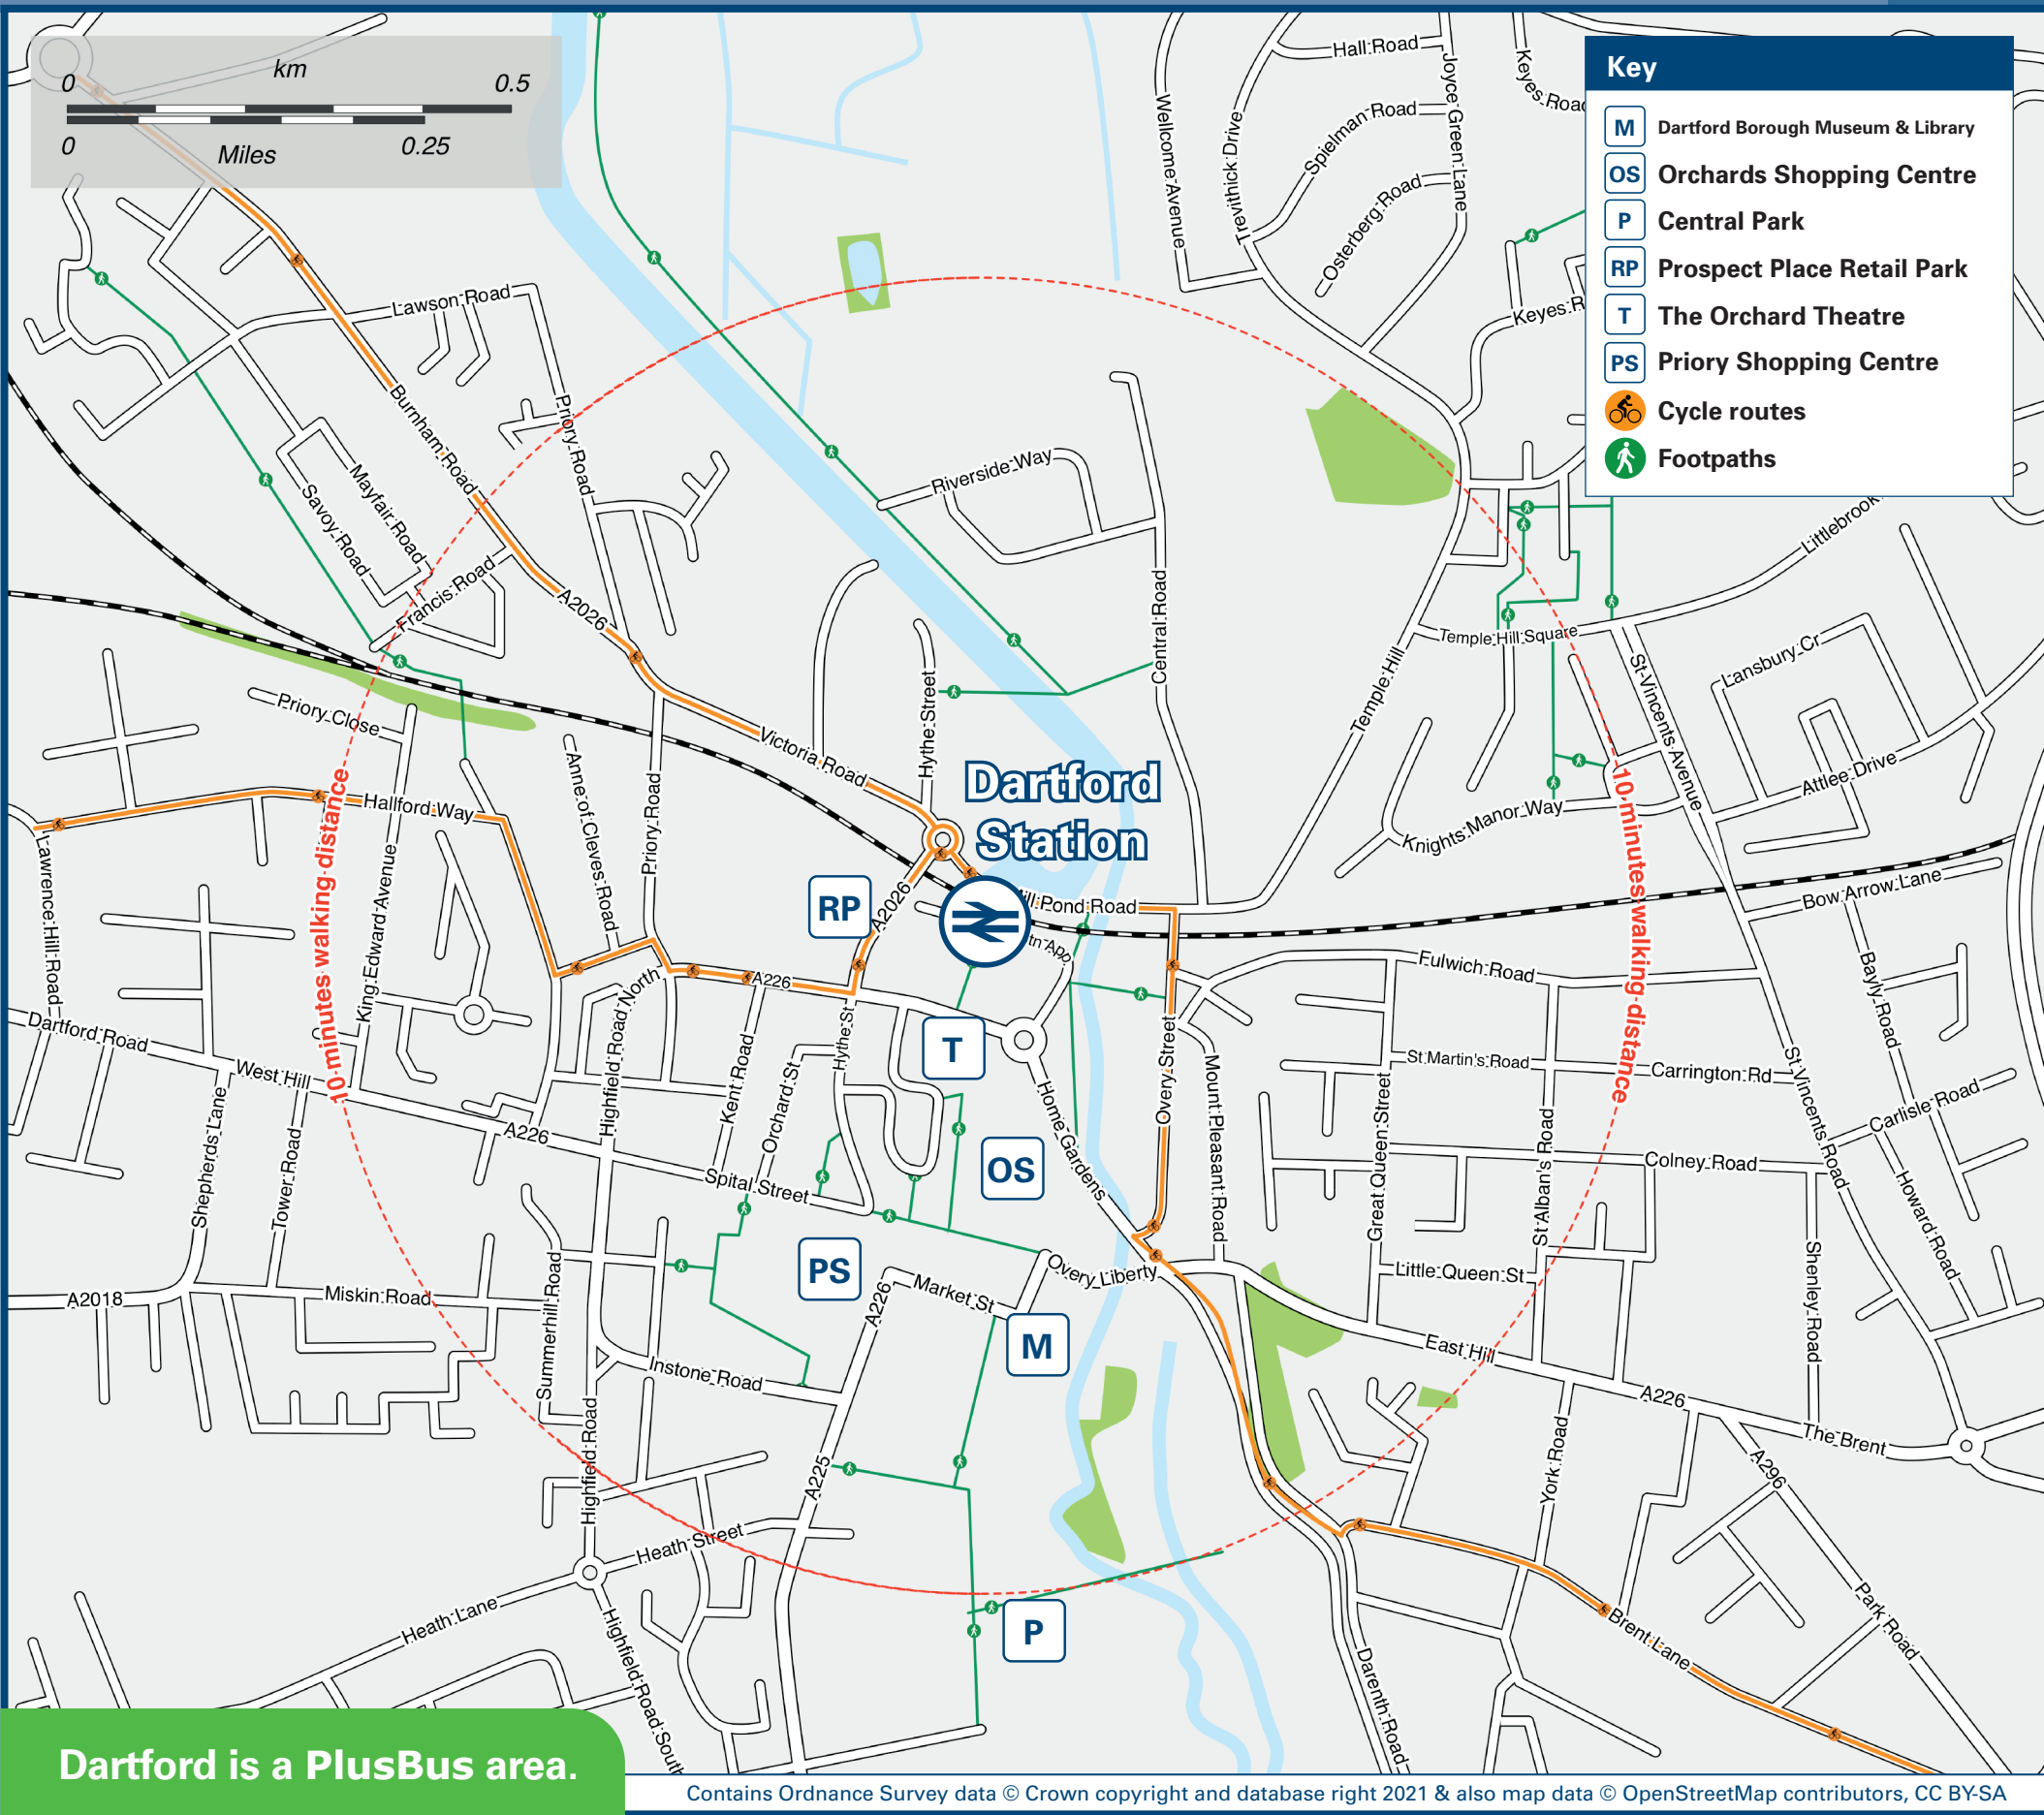 km
0
0.5
0
0.25
Miles
Key
M
Dartford Borough Museum & Library
OS
Orchards Shopping Centre
P
Central Park
RP
Prospect Place Retail Park
T
The Orchard Theatre
PS
Priory Shopping Centre
Cycle routes
Footpaths
Hall Road
Joyce Green Lane
Keyes Road
Wellcome Avenue
Trevithick Drive
Spielman Road
Osterberg Road
Keyes R
Lawson Road
Burnham Road
Priory Road
Mayfair Road
Savoy Road
Francis Road
A2026
Riverside Way
Central Road
Littlebrook
Temple Hill Square
Temple Hill
St Vincents Avenue
Lansbury Cr
Attlee Drive
Knights Manor Way
Priory Close
Anne of Cleves Road
Priory Road
Victoria Road
Hythe Street
Dartford
Station
Hallford Way
10 minutes walking distance
10 minutes walking distance
Lawrence Hill Road
King Edward Avenue
RP
A2026
ill Pond Road
tn App
Bow Arrow Lane
Fulwich Road
Bayly Road
Highfield Road North
A226
Dartford Road
West Hill
Hythe St
T
Kent Road
Orchard St
Home Gardens
Overy Street
Mount Pleasant Road
St Martin's Road
Carrington Rd
St Vincents Road
Carlisle Road
Great Queen Street
St Alban's Road
Colney Road
Howard Road
Shepherds Lane
Tower Road
A226
Spital Street
OS
PS
Overy Liberty
Market St
A226
M
Little Queen St
Shenley Road
A2018
Miskin Road
Summerhill Road
Instone Road
Highfield Road
East Hill
A226
The Brent
A296
York Road
A225
Heath Street
Heath Lane
Highfield Road South
P
Brent Lane
Park Road
Darenth Road
Dartford is a PlusBus area.
Contains Ordnance Survey data © Crown copyright and database right 2021 & also map data © OpenStreetMap contributors, CC BY-SA